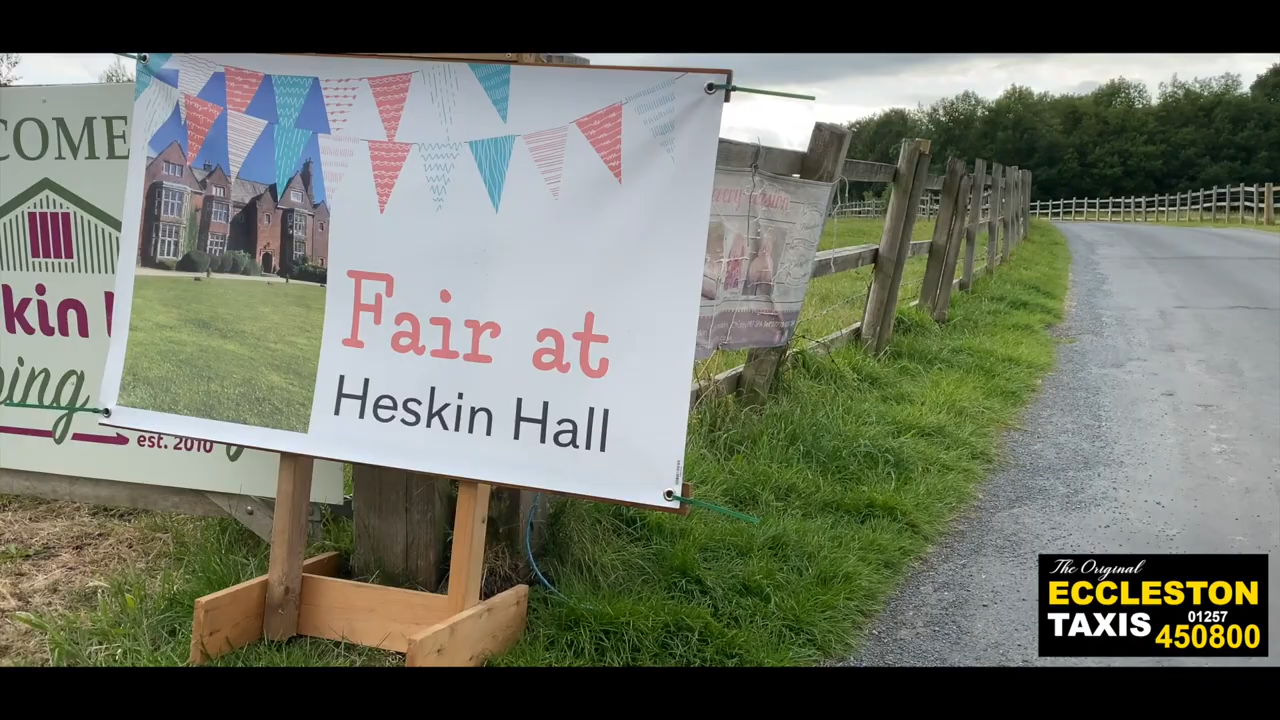 COME
skin
ping
est. 2010
Fair at
Heskin Hall
The Original
ECCLESTON
TAXIS 01257
450800